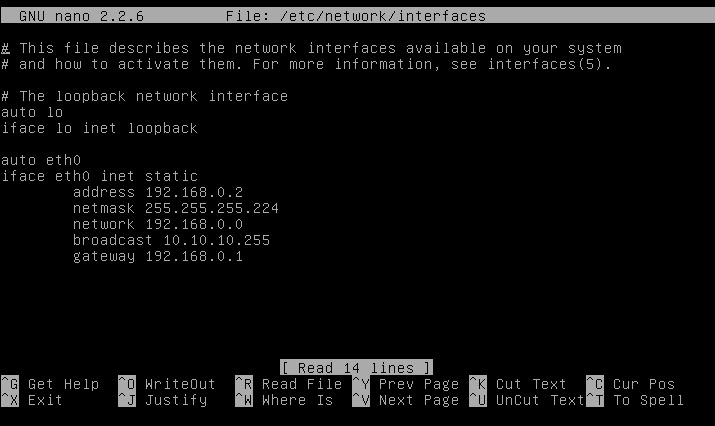 GNU nano 2.2.6 File: /etc/network/interfaces
# This file describes the network interfaces available on your system
# and how to activate them. For more information, see interfaces(5).
# The loopback network interface
auto lo
iface lo inet loopback
auto eth0
iface eth0 inet static
address 192.168.0.2
netmask 255.255.255.224
network 192.168.0.0
broadcast 10.10.10.255
gateway 192.168.0.1
[ Read 14 lines ]
^G Get Help ^O WriteOut ^R Read File ^Y Prev Page ^K Cut Text ^C Cur Pos
^X Exit ^J Justify ^W Where Is ^V Next Page ^U UnCut Text ^T To Spell